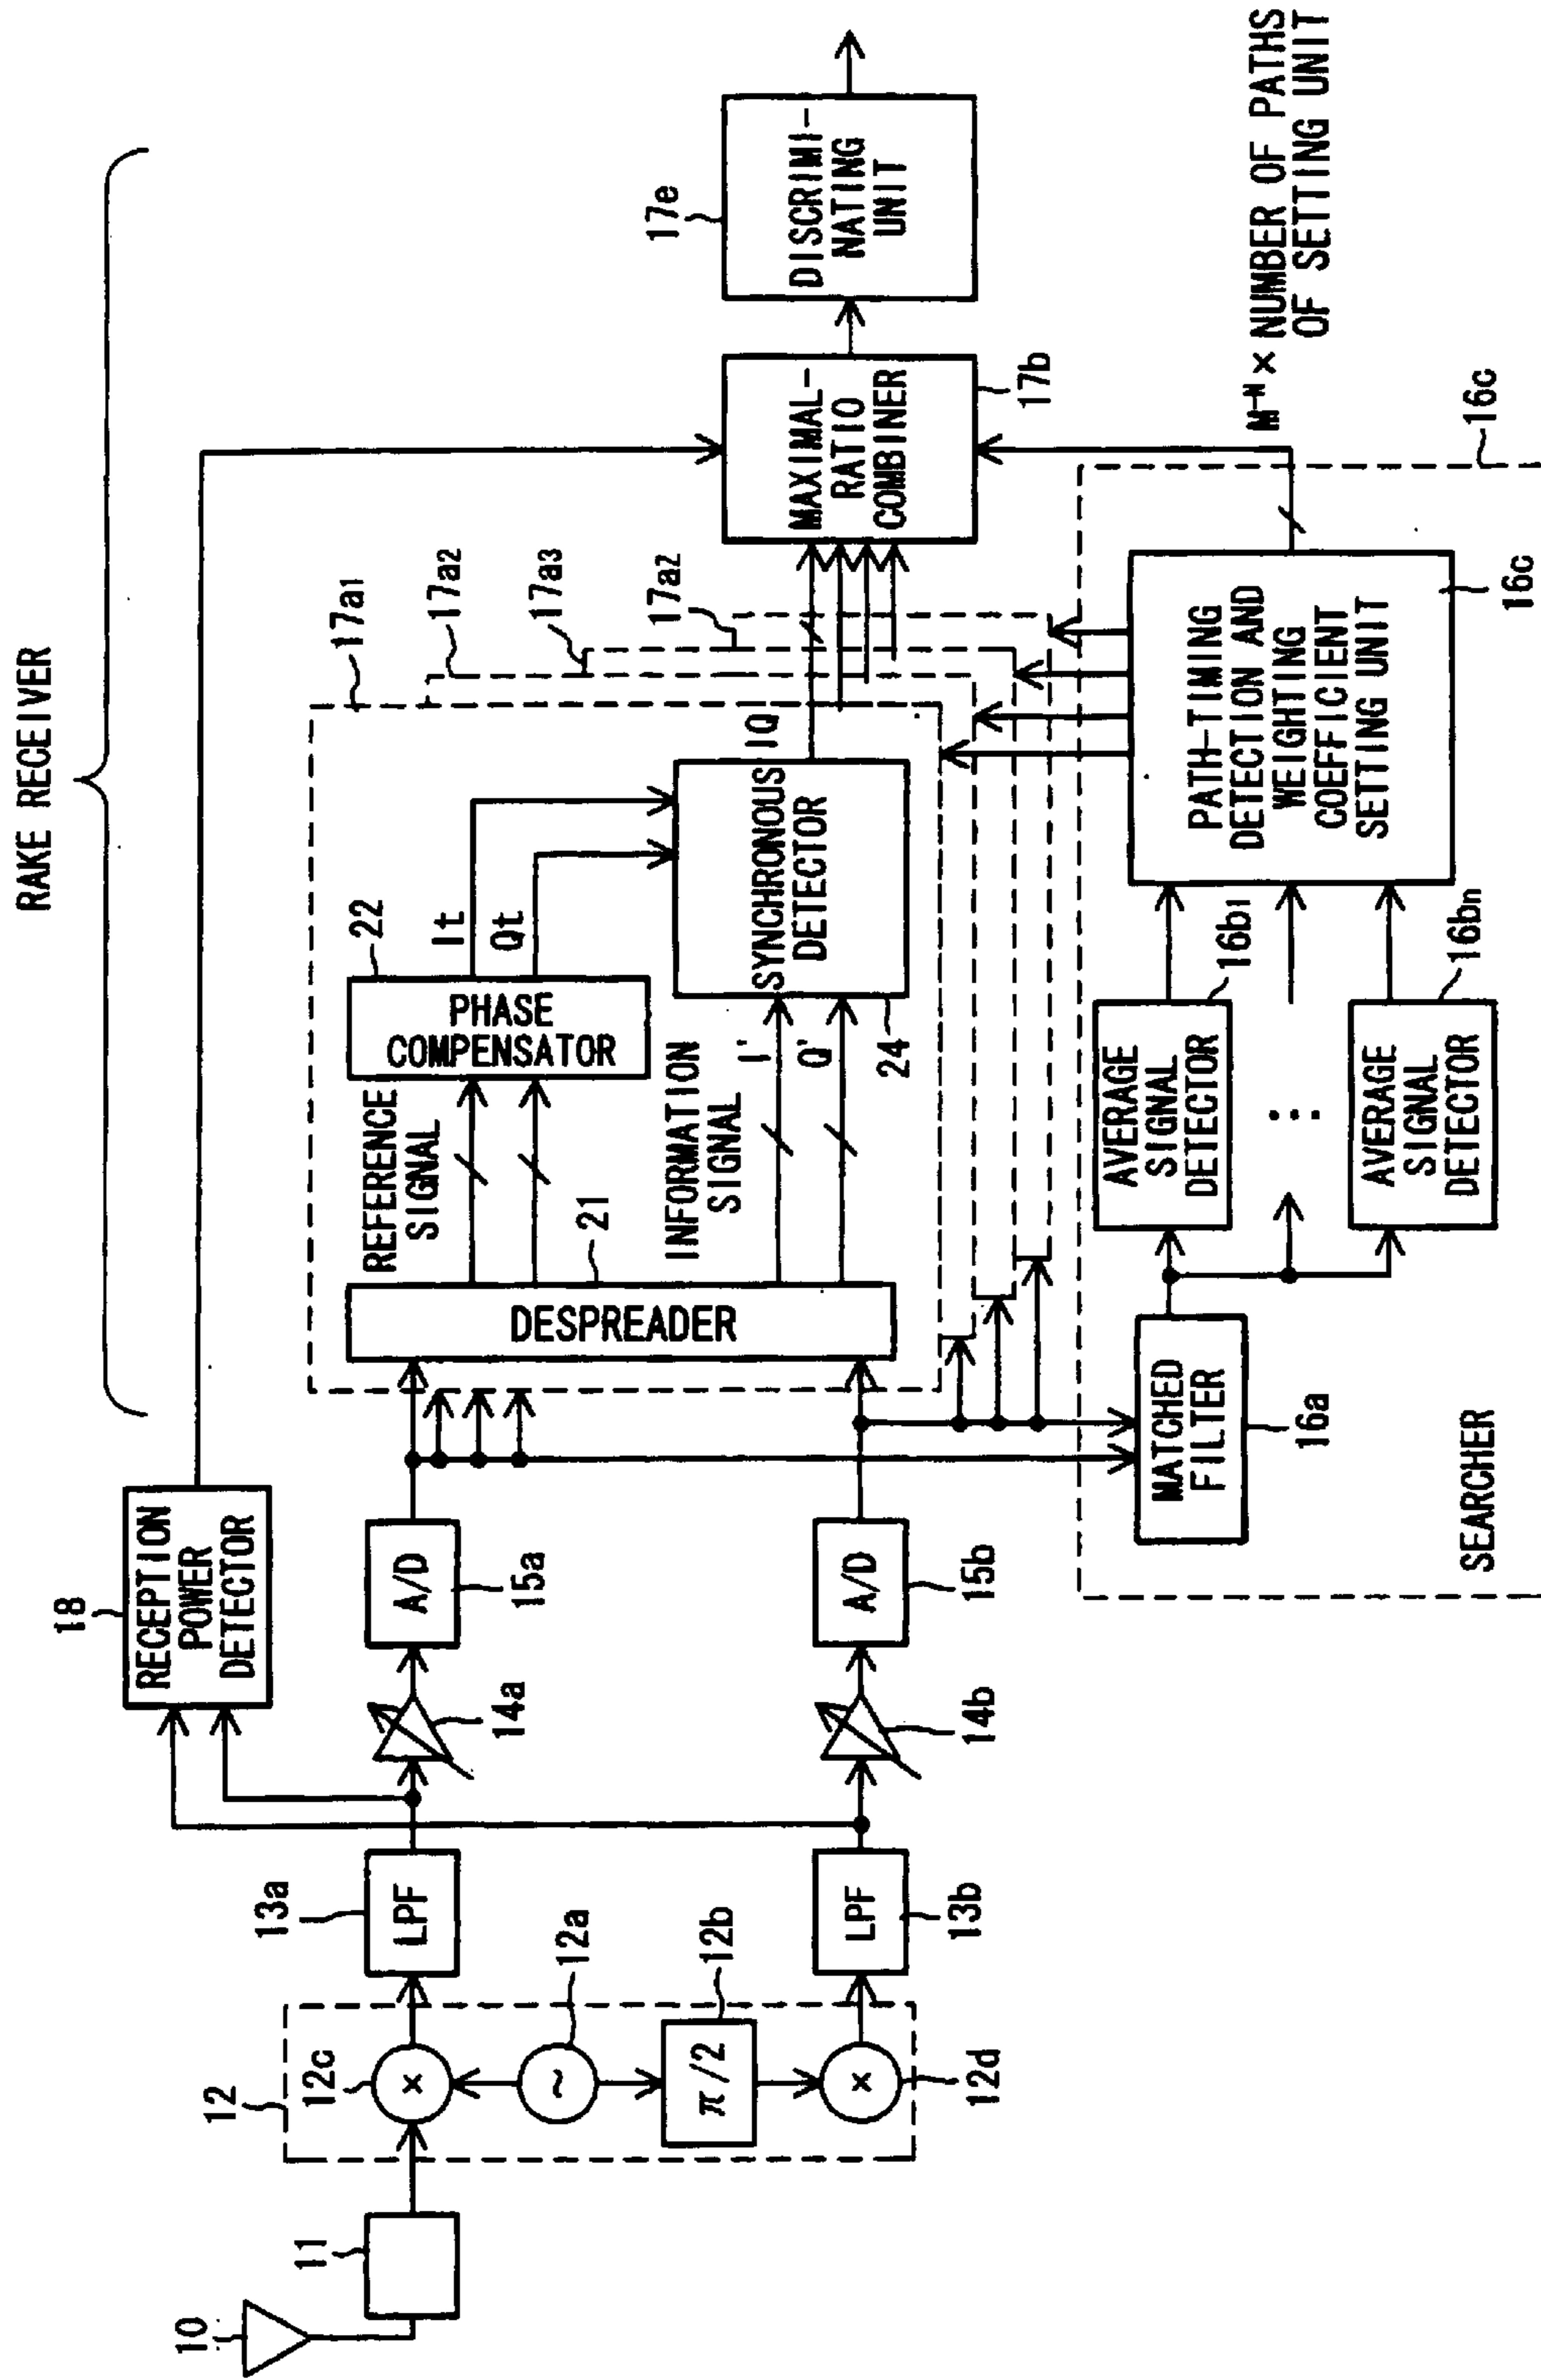 RAKE RECEIVER
10
11
12
12c
12a
12b
π/2
12d
×
~
×
13a
LPF
13b
LPF
14a
14b
18
RECEPTION
POWER
DETECTOR
A/D
15a
A/D
15b
17a1
17a2
17a3
17az
DESPREADER
21
REFERENCE
SIGNAL
INFORMATION
SIGNAL
PHASE
COMPENSATOR
22
It
Qt
I'
Q'
SYNCHRONOUS
DETECTOR
24
IQ
MAXIMAL-
RATIO
COMBINER
17b
17e
DISCRIMI-
NATING
UNIT
SEARCHER
MATCHED
FILTER
16a
AVERAGE
SIGNAL
DETECTOR
16b1
AVERAGE
SIGNAL
DETECTOR
16bn
PATH-TIMING
DETECTION AND
WEIGHTING
COEFFICIENT
SETTING UNIT
16c
16c
M-N × NUMBER OF PATHS
OF SETTING UNIT